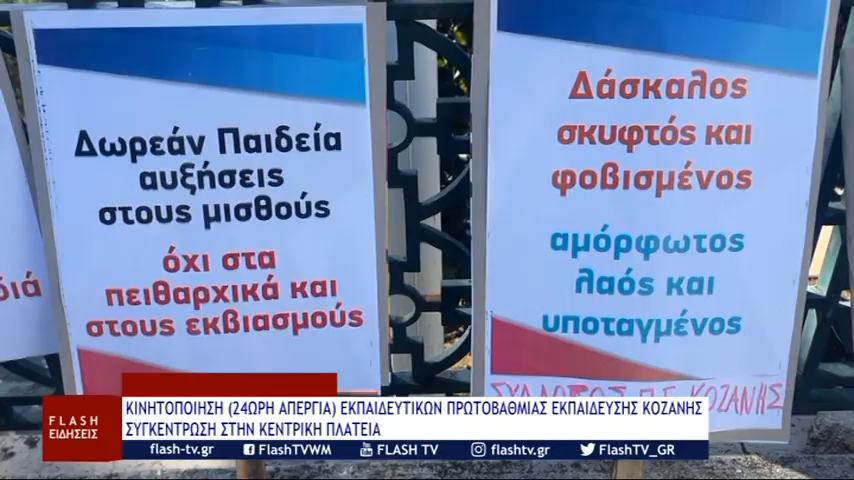 Δωρεάν Παιδεία
αυξήσεις
στους μισθούς
όχι στα
πειθαρχικά και
στους εκβιασμούς
Δάσκαλος
σκυφτός και
φοβισμένος
αμόρφωτος
λαός και
υποταγμένος
ΣΥΛΛΟΓΟΣ Π.Ε. ΚΟΖΑΝΗΣ
FLASH
ΕΙΔΗΣΕΙΣ
ΚΙΝΗΤΟΠΟΙΗΣΗ (24ΩΡΗ ΑΠΕΡΓΙΑ) ΕΚΠΑΙΔΕΥΤΙΚΩΝ ΠΡΩΤΟΒΑΘΜΙΑΣ ΕΚΠΑΙΔΕΥΣΗΣ ΚΟΖΑΝΗΣ
ΣΥΓΚΕΝΤΡΩΣΗ ΣΤΗΝ ΚΕΝΤΡΙΚΗ ΠΛΑΤΕΙΑ
flash-tv.gr FlashTVWM FLASH TV flashtv.gr FlashTV_GR